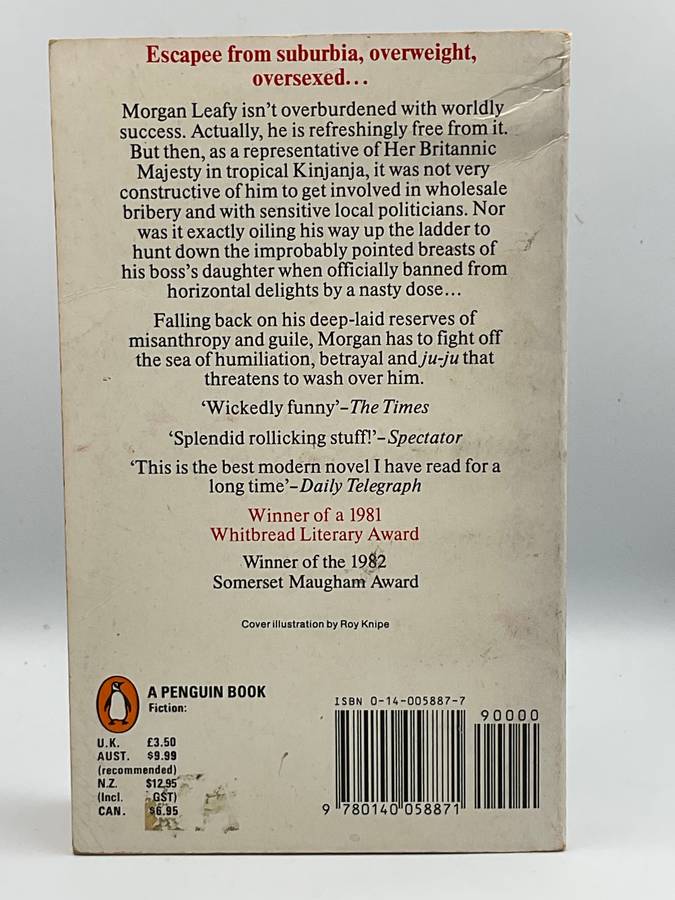 Escapee from suburbia, overweight,
oversexed...
Morgan Leafy isn't overburdened with worldly
success. Actually, he is refreshingly free from it.
But then, as a representative of Her Britannic
Majesty in tropical Kinjanja, it was not very
constructive of him to get involved in wholesale
bribery and with sensitive local politicians. Nor
was it exactly oiling his way up the ladder to
hunt down the improbably pointed breasts of
his boss's daughter when officially banned from
horizontal delights by a nasty dose...
Falling back on his deep-laid reserves of
misanthropy and guile, Morgan has to fight off
the sea of humiliation, betrayal and ju-ju that
threatens to wash over him.
‘Wickedly funny’–The Times
‘Splendid rollicking stuff!’–Spectator
‘This is the best modern novel I have read for a
long time’–Daily Telegraph
Winner of a 1981
Whitbread Literary Award
Winner of the 1982
Somerset Maugham Award
Cover illustration by Roy Knipe
A PENGUIN BOOK
Fiction:
U.K. £3.50
AUST. $9.99
(recommended)
N.Z. $12.95
(Incl. GST)
CAN. $6.95
ISBN 0-14-005887-7
90000
9 780140 058871